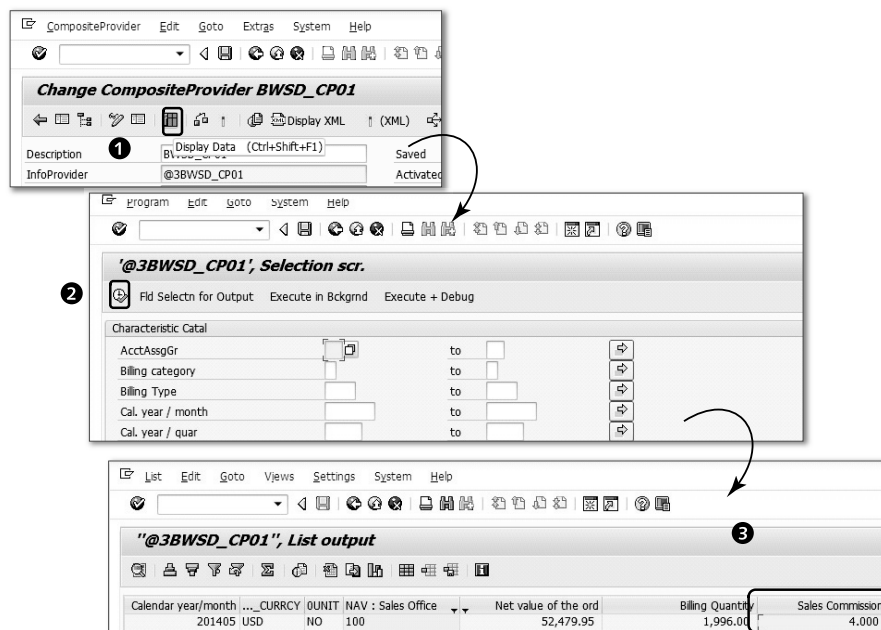 CompositeProvider Edit Goto Extras System Help
Change CompositeProvider BWSD_CP01
Display XML (XML)
1 Display Data (Ctrl+Shift+F1)
Description Saved
InfoProvider @3BWSD_CP01 Activated
Program Edit Goto System Help
'@3BWSD_CP01', Selection scr.
2 Fld Selectn for Output Execute in Bckgrnd Execute + Debug
Characteristic Catal
AcctAssgGr to
Billing category to
Billing Type to
Cal. year / month to
Cal. year / quar to
List Edit Goto Views Settings System Help
3
"@3BWSD_CP01", List output
Calendar year/month ..._CURRCY 0UNIT NAV : Sales Office Net value of the ord Billing Quantity Sales Commission
201405 USD NO 100 52,479.95 1,996.00 4.000